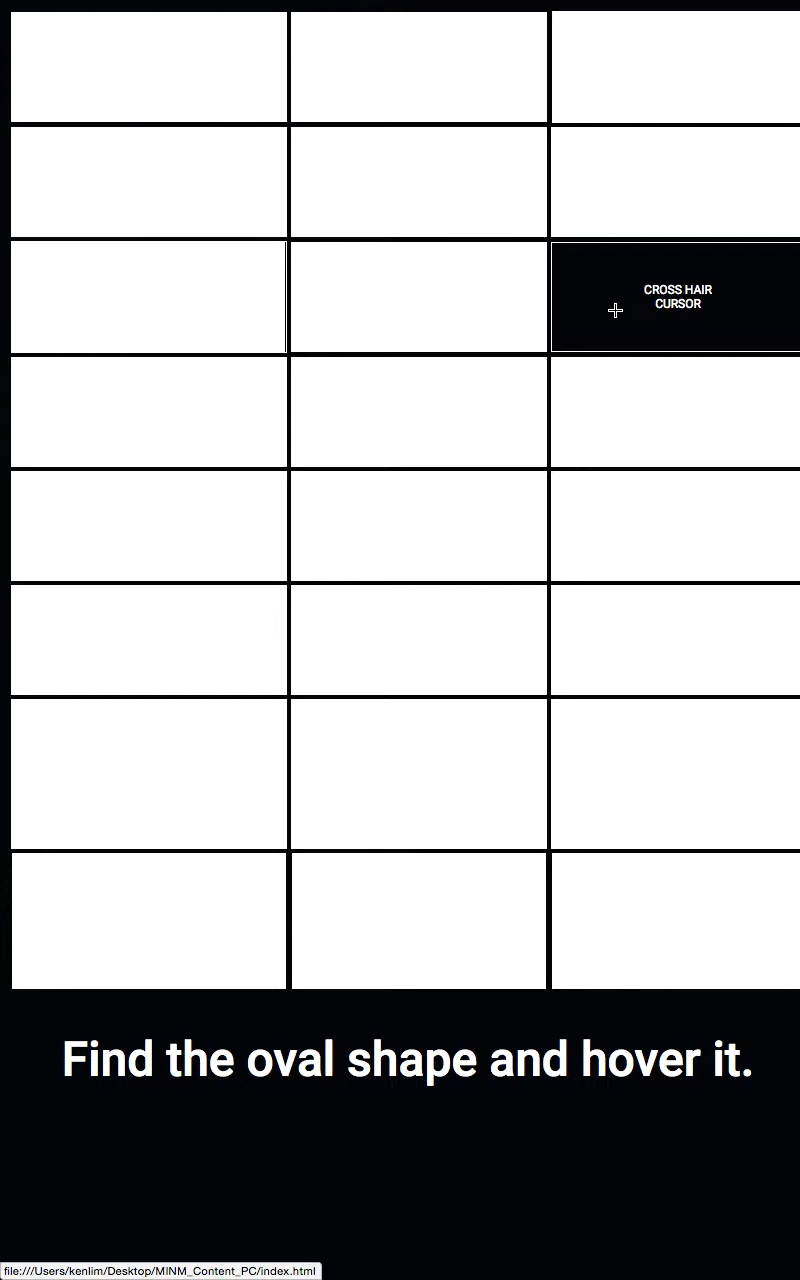 CROSS HAIR
CURSOR
Find the oval shape and hover it.
file:///Users/kenlim/Desktop/MINM_Content_PC/index.html